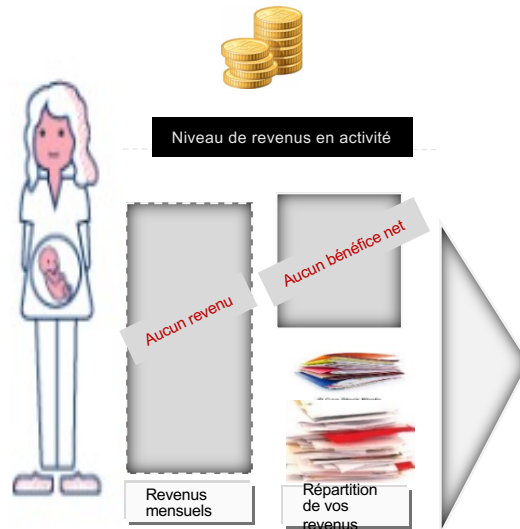 Niveau de revenus en activité
Aucun revenu
Aucun bénéfice net
Revenus
mensuels
Répartition
de vos
revenus